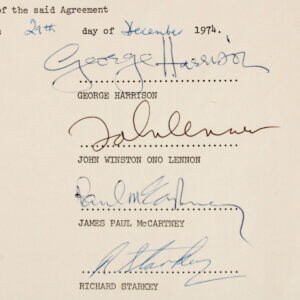 of the said Agreement
29th day of December 1974.
George Harrison
GEORGE HARRISON
John Lennon
JOHN WINSTON ONO LENNON
Paul McCartney
JAMES PAUL McCARTNEY
R Starkey
RICHARD STARKEY